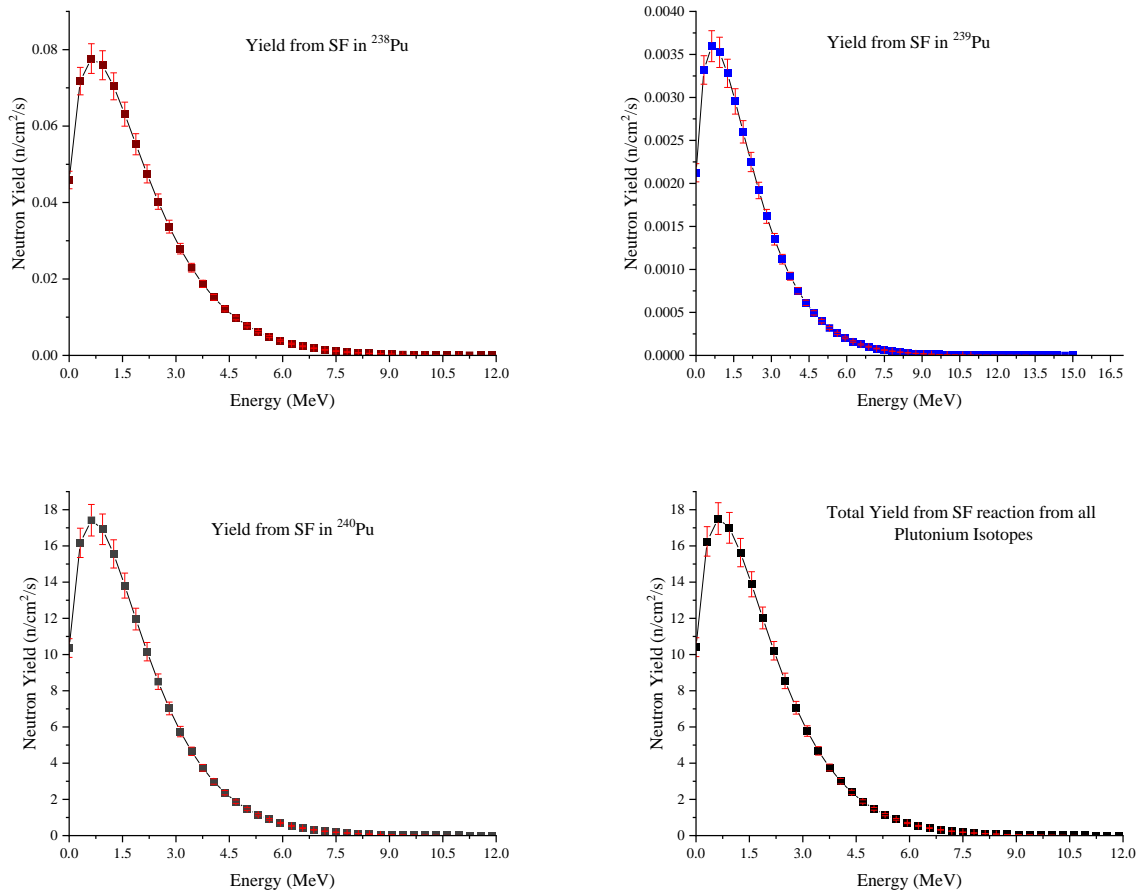 Yield from SF in ²³⁸Pu
Neutron Yield (n/cm²/s)
0.08
0.06
0.04
0.02
0.00
0.0 1.5 3.0 4.5 6.0 7.5 9.0 10.5 12.0
Energy (MeV)
Yield from SF in ²³⁹Pu
Neutron Yield (n/cm²/s)
0.0040
0.0035
0.0030
0.0025
0.0020
0.0015
0.0010
0.0005
0.0000
0.0 1.5 3.0 4.5 6.0 7.5 9.0 10.5 12.0 13.5 15.0 16.5
Energy (MeV)
Yield from SF in ²⁴⁰Pu
Neutron Yield (n/cm²/s)
18
16
14
12
10
8
6
4
2
0
0.0 1.5 3.0 4.5 6.0 7.5 9.0 10.5 12.0
Energy (MeV)
Total Yield from SF reaction from all
Plutonium Isotopes
Neutron Yield (n/cm²/s)
18
16
14
12
10
8
6
4
2
0
0.0 1.5 3.0 4.5 6.0 7.5 9.0 10.5 12.0
Energy (MeV)